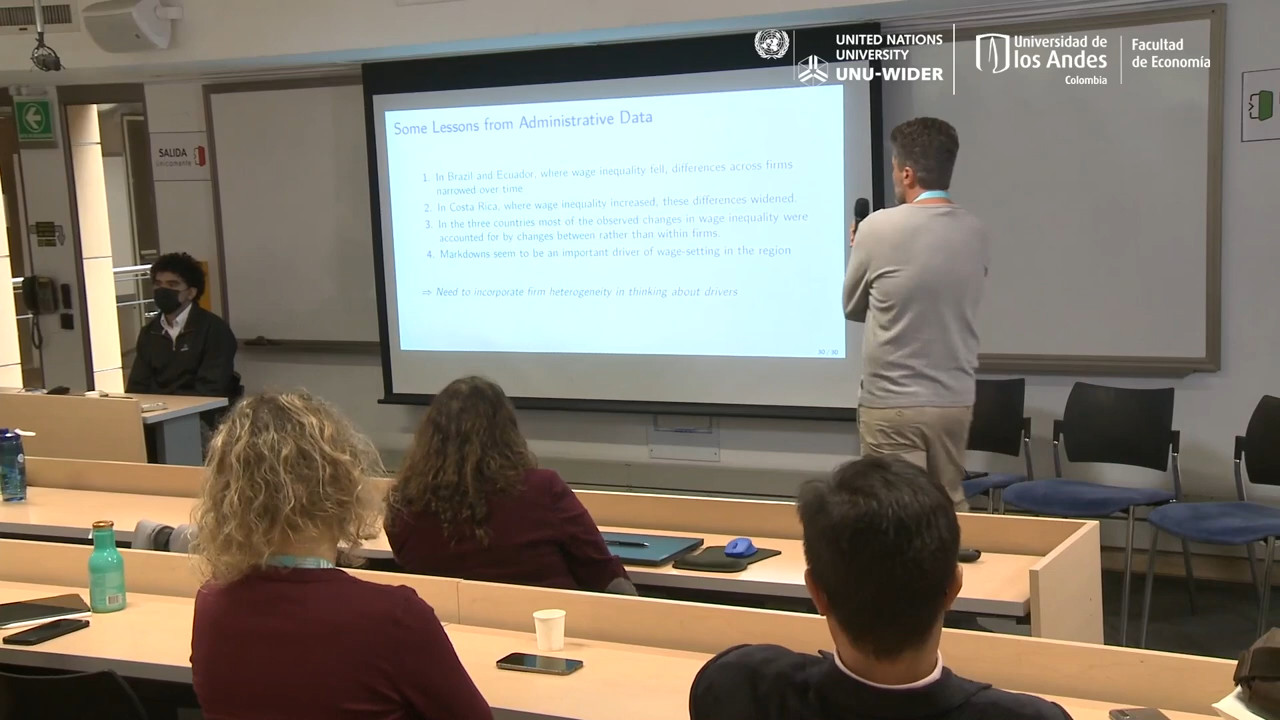 UNITED NATIONS
UNIVERSITY
UNU-WIDER
Universidad de
los Andes
Colombia
Facultad
de Economía
SALIDA
únicamente
Some Lessons from Administrative Data
1. In Brazil and Ecuador, where wage inequality fell, differences across firms
narrowed over time
2. In Costa Rica, where wage inequality increased, these differences widened.
3. In the three countries most of the observed changes in wage inequality were
accounted for by changes between rather than within firms.
4. Markdowns seem to be an important driver of wage-setting in the region
⇒ Need to incorporate firm heterogeneity in thinking about drivers
30 / 30